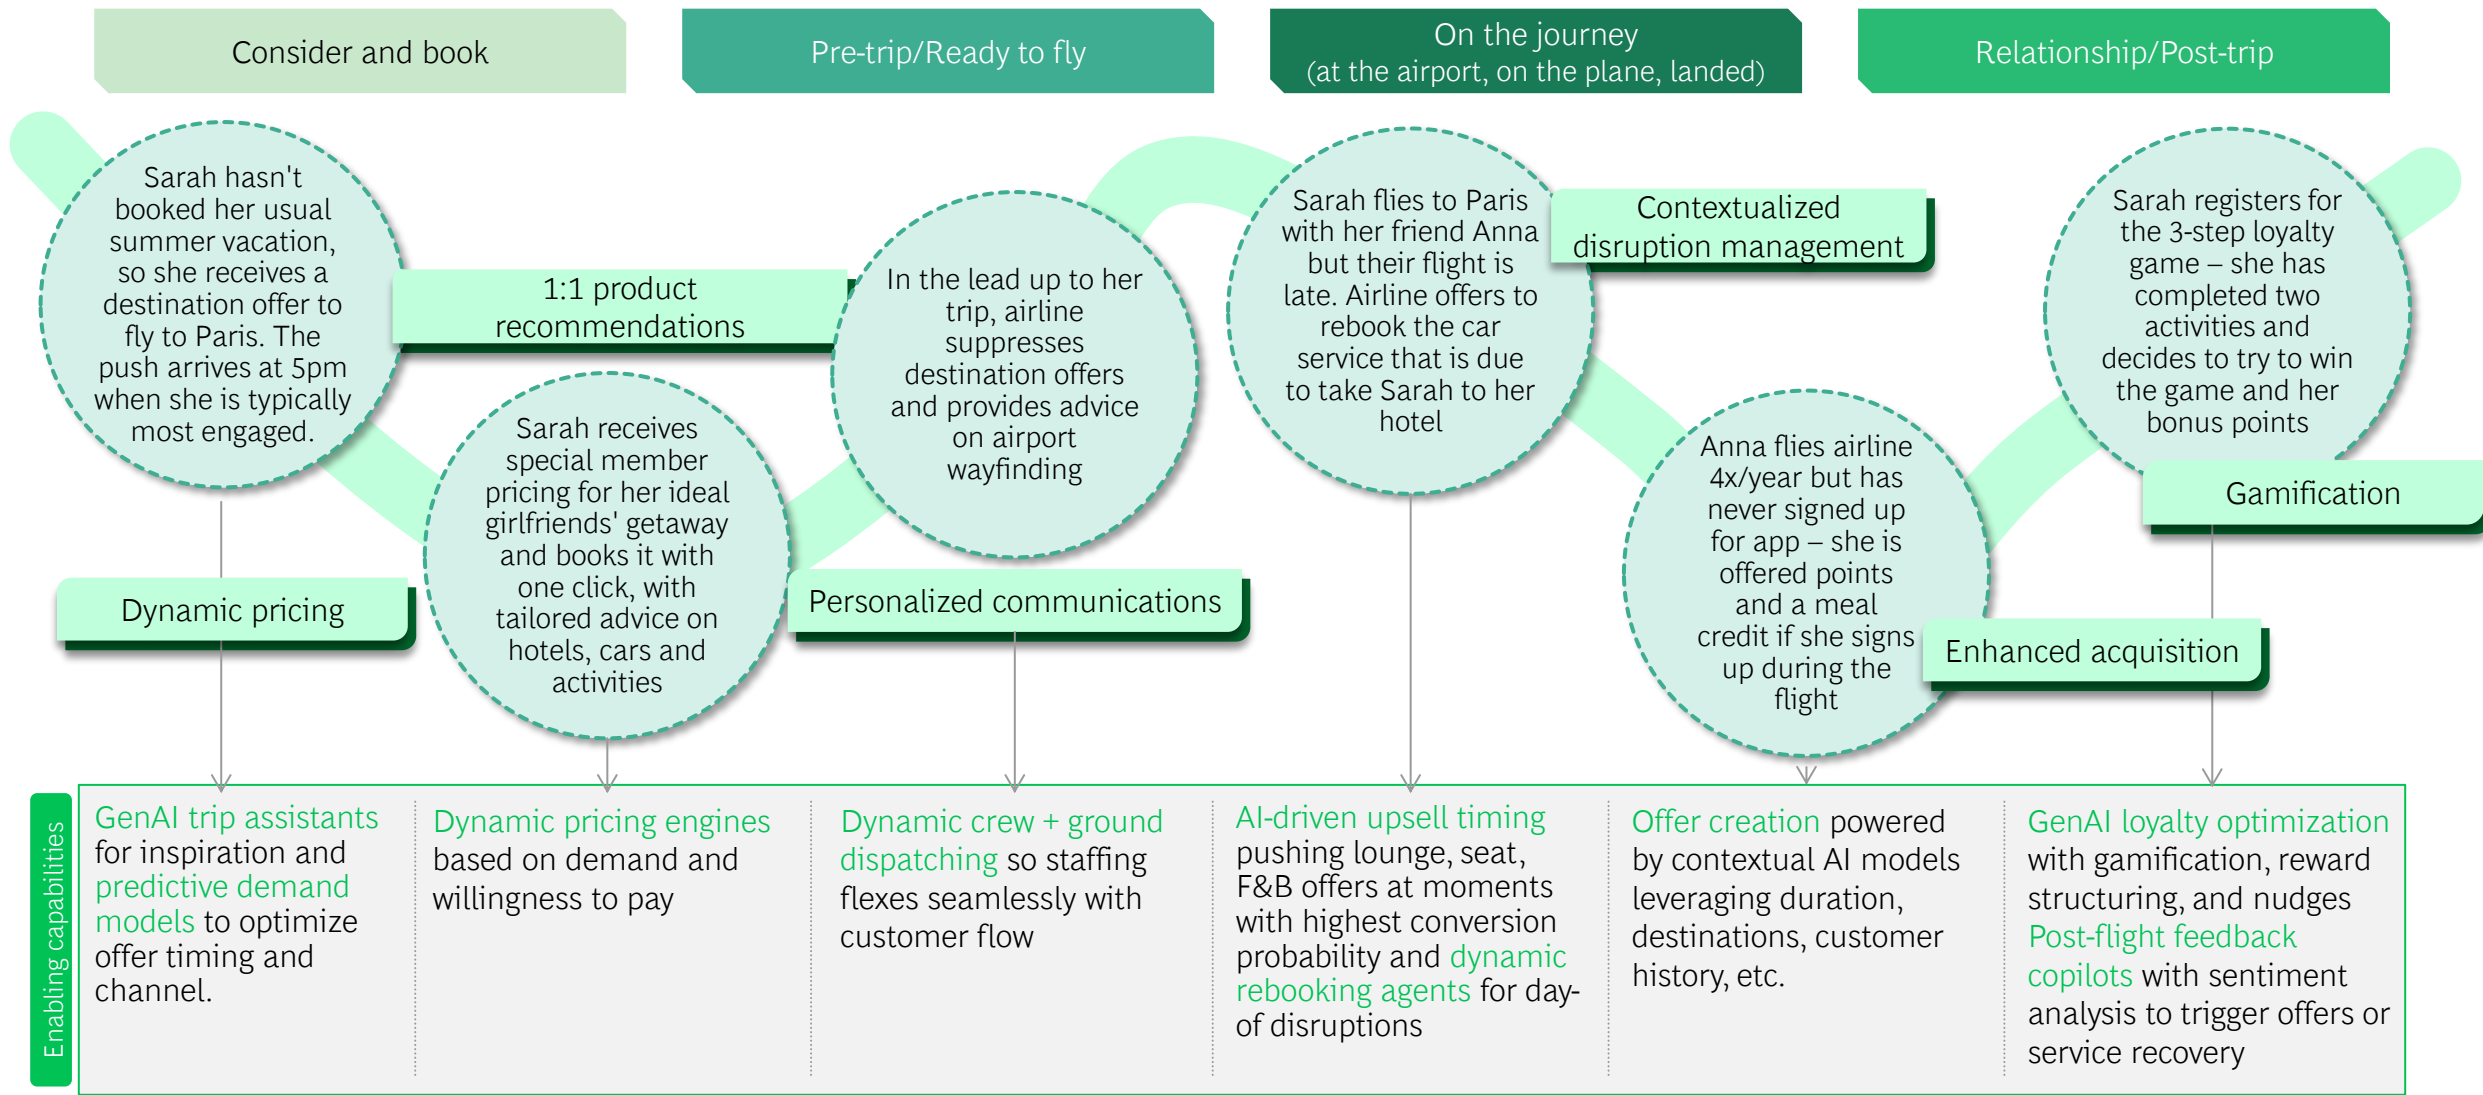 Consider and book
Pre-trip/Ready to fly
On the journey
(at the airport, on the plane, landed)
Relationship/Post-trip
Sarah hasn't
booked her usual
summer vacation,
so she receives a
destination offer to
fly to Paris. The
push arrives at 5pm
when she is typically
most engaged.
1:1 product
recommendations
Dynamic pricing
Sarah receives
special member
pricing for her ideal
girlfriends' getaway
and books it with
one click, with
tailored advice on
hotels, cars and
activities
In the lead up to her
trip, airline
suppresses
destination offers
and provides advice
on airport
wayfinding
Personalized communications
Sarah flies to Paris
with her friend Anna
but their flight is
late. Airline offers to
rebook the car
service that is due
to take Sarah to her
hotel
Contextualized
disruption management
Anna flies airline
4x/year but has
never signed up
for app – she is
offered points
and a meal
credit if she signs
up during the
flight
Enhanced acquisition
Sarah registers for
the 3-step loyalty
game – she has
completed two
activities and
decides to try to win
the game and her
bonus points
Gamification
Enabling capabilities
GenAI trip assistants
for inspiration and
predictive demand
models to optimize
offer timing and
channel.
Dynamic pricing engines
based on demand and
willingness to pay
Dynamic crew + ground
dispatching so staffing
flexes seamlessly with
customer flow
AI-driven upsell timing
pushing lounge, seat,
F&B offers at moments
with highest conversion
probability and dynamic
rebooking agents for day-
of disruptions
Offer creation powered
by contextual AI models
leveraging duration,
destinations, customer
history, etc.
GenAI loyalty optimization
with gamification, reward
structuring, and nudges
Post-flight feedback
copilots with sentiment
analysis to trigger offers or
service recovery